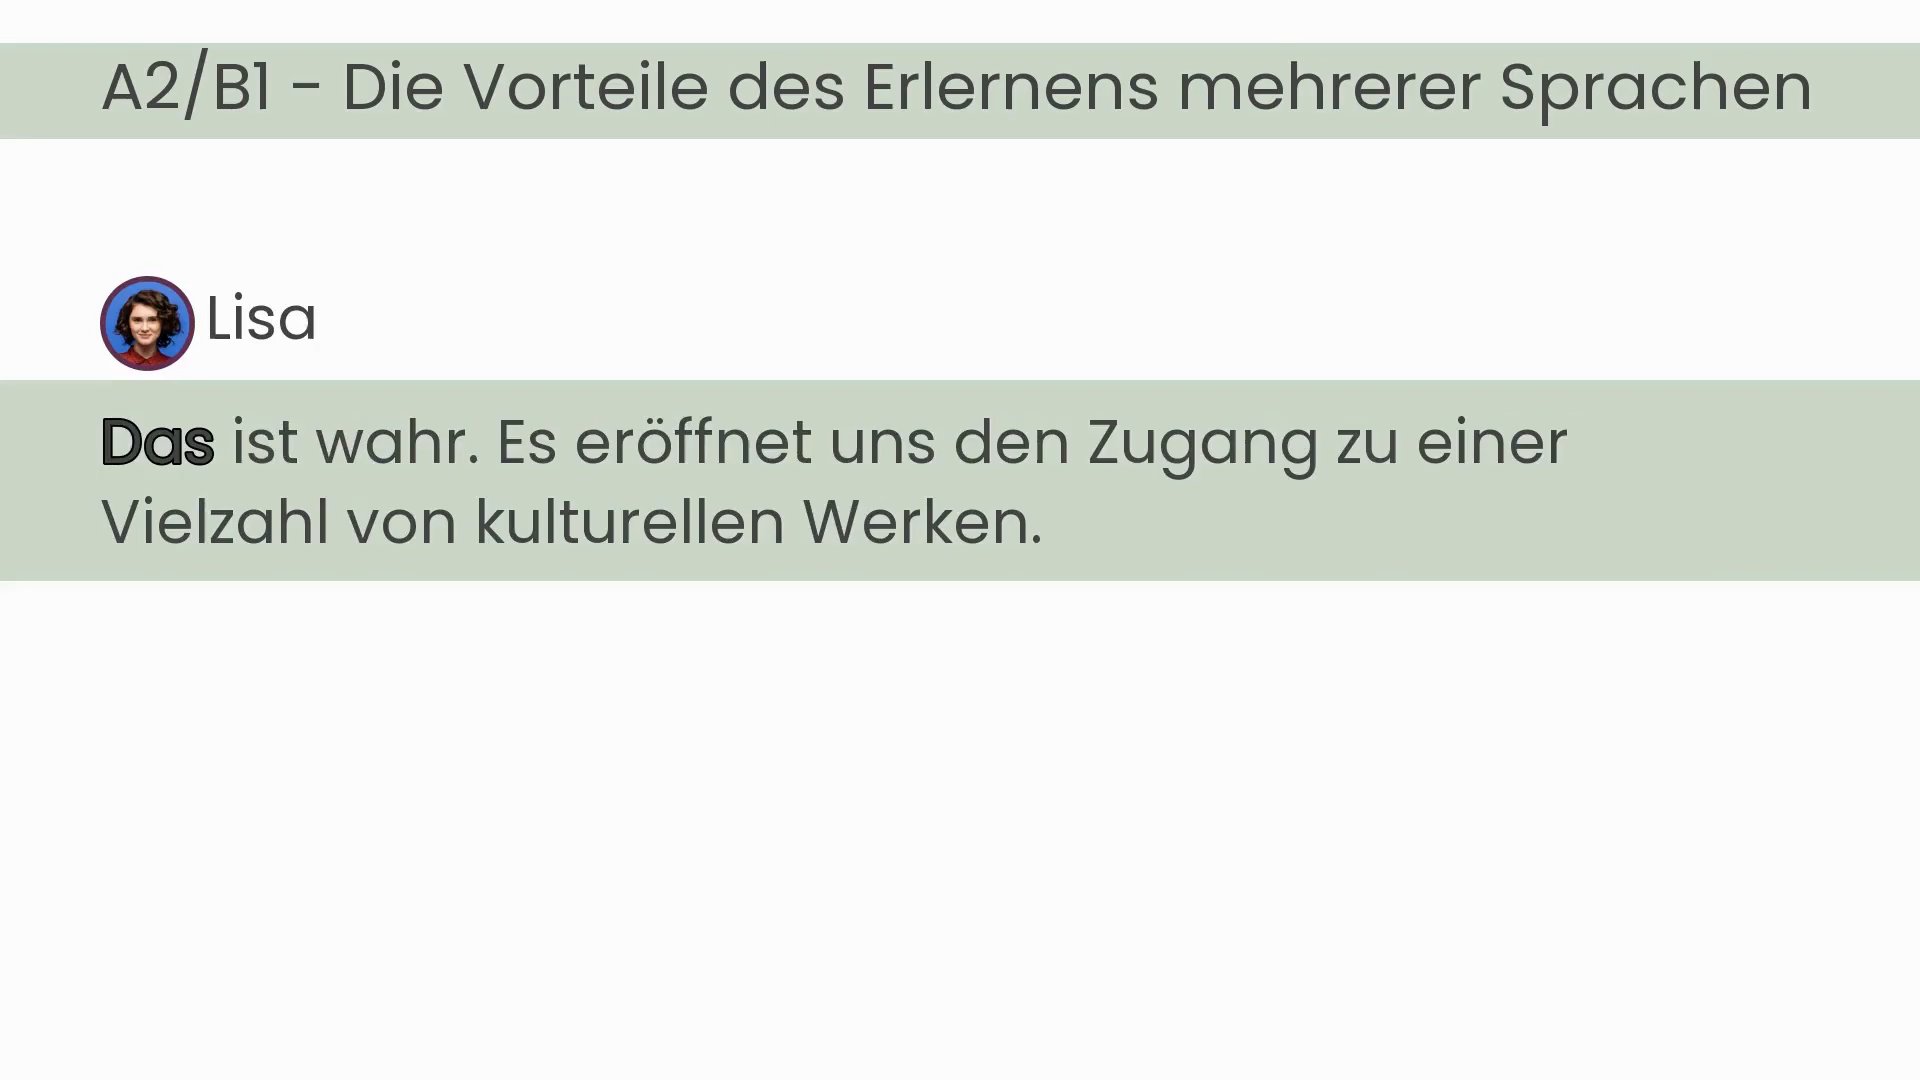 A2/B1 - Die Vorteile des Erlernens mehrerer Sprachen
Lisa
Das ist wahr. Es eröffnet uns den Zugang zu einer
Vielzahl von kulturellen Werken.